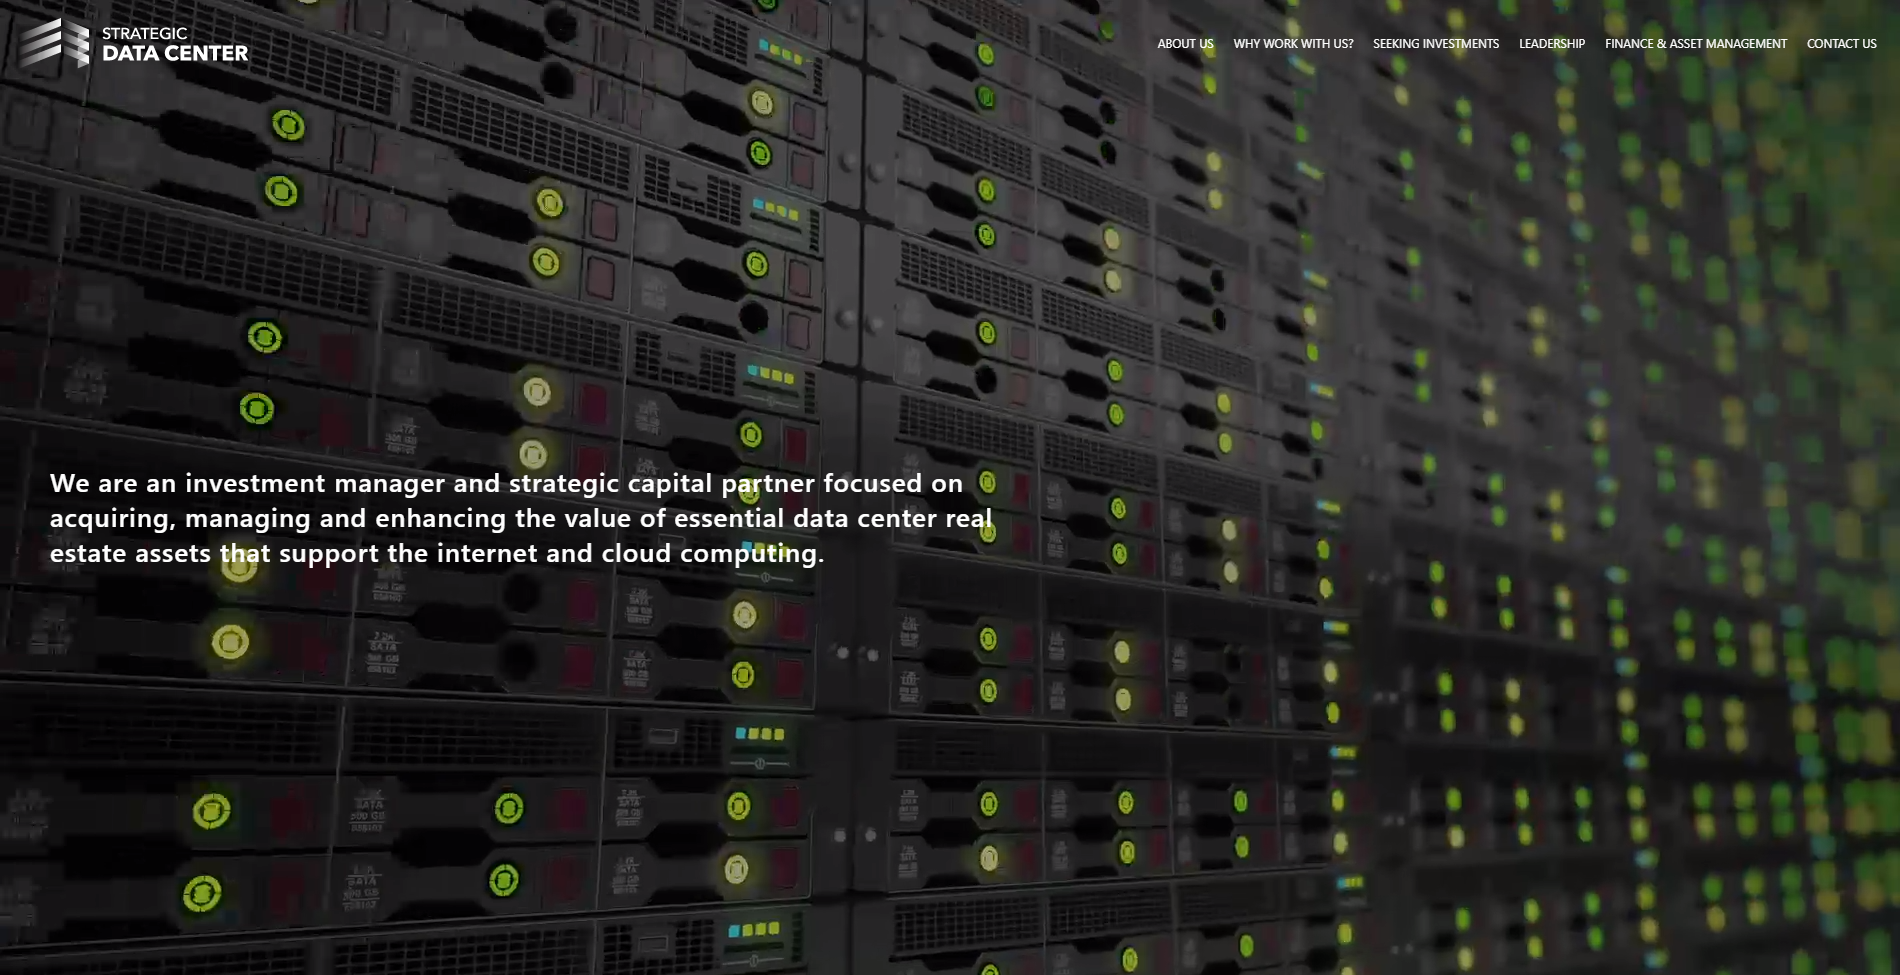 STRATEGIC
DATA CENTER
ABOUT US
WHY WORK WITH US?
SEEKING INVESTMENTS
LEADERSHIP
FINANCE & ASSET MANAGEMENT
CONTACT US
We are an investment manager and strategic capital partner focused on
acquiring, managing and enhancing the value of essential data center real
estate assets that support the internet and cloud computing.